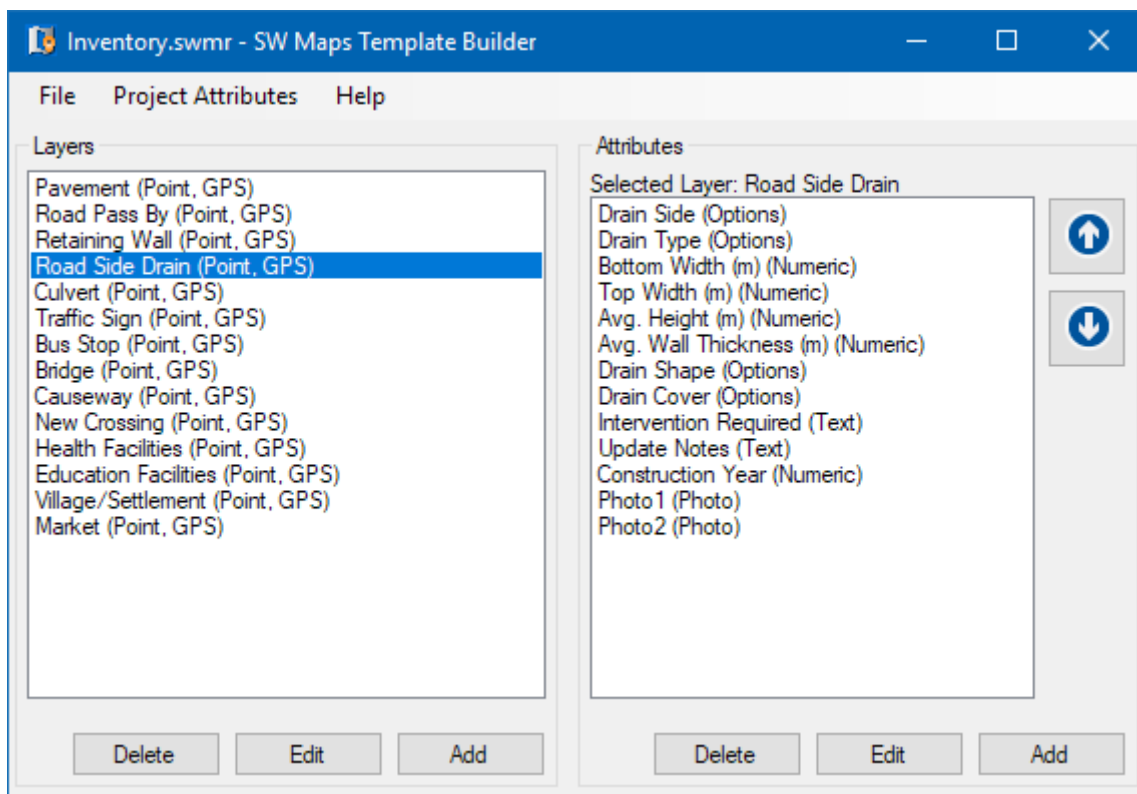 Inventory.swmr - SW Maps Template Builder
File Project Attributes Help
Layers
Pavement (Point, GPS)
Road Pass By (Point, GPS)
Retaining Wall (Point, GPS)
Road Side Drain (Point, GPS)
Culvert (Point, GPS)
Traffic Sign (Point, GPS)
Bus Stop (Point, GPS)
Bridge (Point, GPS)
Causeway (Point, GPS)
New Crossing (Point, GPS)
Health Facilities (Point, GPS)
Education Facilities (Point, GPS)
Village/Settlement (Point, GPS)
Market (Point, GPS)
Delete Edit Add
Attributes
Selected Layer: Road Side Drain
Drain Side (Options)
Drain Type (Options)
Bottom Width (m) (Numeric)
Top Width (m) (Numeric)
Avg. Height (m) (Numeric)
Avg. Wall Thickness (m) (Numeric)
Drain Shape (Options)
Drain Cover (Options)
Intervention Required (Text)
Update Notes (Text)
Construction Year (Numeric)
Photo1 (Photo)
Photo2 (Photo)
Delete Edit Add